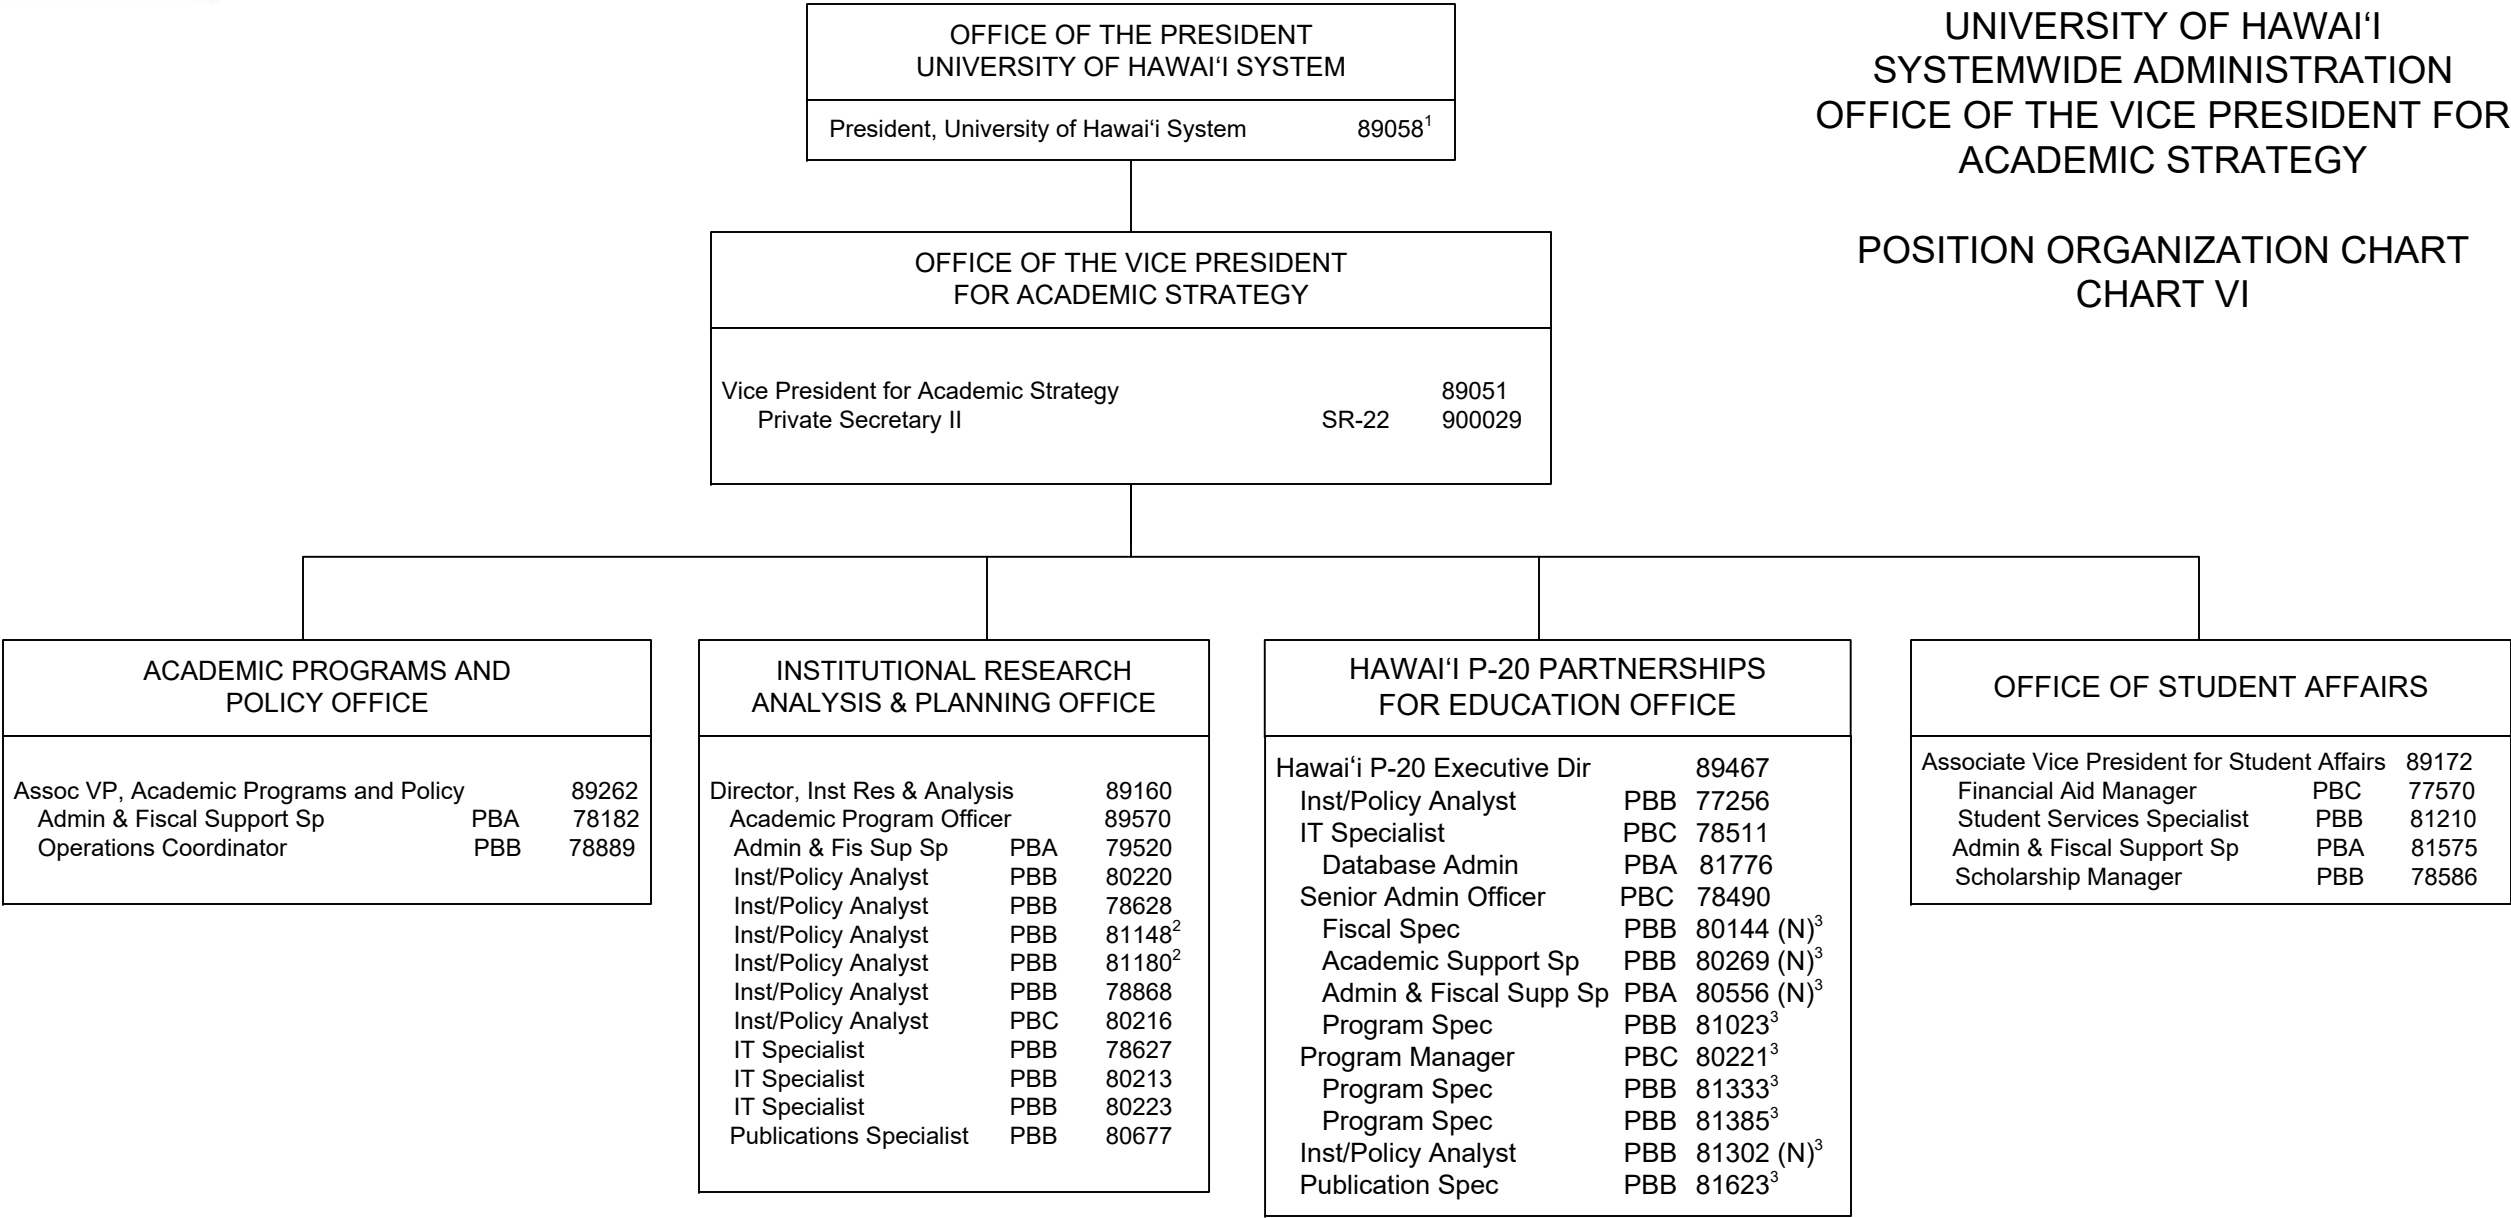 OFFICE OF THE PRESIDENT
UNIVERSITY OF HAWAIʻI SYSTEM
President, University of Hawaiʻi System 89058¹
UNIVERSITY OF HAWAIʻI
SYSTEMWIDE ADMINISTRATION
OFFICE OF THE VICE PRESIDENT FOR
ACADEMIC STRATEGY
POSITION ORGANIZATION CHART
CHART VI
OFFICE OF THE VICE PRESIDENT
FOR ACADEMIC STRATEGY
Vice President for Academic Strategy 89051
Private Secretary II SR-22 900029
ACADEMIC PROGRAMS AND
POLICY OFFICE
Assoc VP, Academic Programs and Policy 89262
Admin & Fiscal Support Sp PBA 78182
Operations Coordinator PBB 78889
INSTITUTIONAL RESEARCH
ANALYSIS & PLANNING OFFICE
Director, Inst Res & Analysis 89160
Academic Program Officer 89570
Admin & Fis Sup Sp PBA 79520
Inst/Policy Analyst PBB 80220
Inst/Policy Analyst PBB 78628
Inst/Policy Analyst PBB 81148²
Inst/Policy Analyst PBB 81180²
Inst/Policy Analyst PBB 78868
Inst/Policy Analyst PBC 80216
IT Specialist PBB 78627
IT Specialist PBB 80213
IT Specialist PBB 80223
Publications Specialist PBB 80677
HAWAIʻI P-20 PARTNERSHIPS
FOR EDUCATION OFFICE
Hawaiʻi P-20 Executive Dir 89467
Inst/Policy Analyst PBB 77256
IT Specialist PBC 78511
Database Admin PBA 81776
Senior Admin Officer PBC 78490
Fiscal Spec PBB 80144 (N)³
Academic Support Sp PBB 80269 (N)³
Admin & Fiscal Supp Sp PBA 80556 (N)³
Program Spec PBB 81023³
Program Manager PBC 80221³
Program Spec PBB 81333³
Program Spec PBB 81385³
Inst/Policy Analyst PBB 81302 (N)³
Publication Spec PBB 81623³
OFFICE OF STUDENT AFFAIRS
Associate Vice President for Student Affairs 89172
Financial Aid Manager PBC 77570
Student Services Specialist PBB 81210
Admin & Fiscal Support Sp PBA 81575
Scholarship Manager PBB 78586